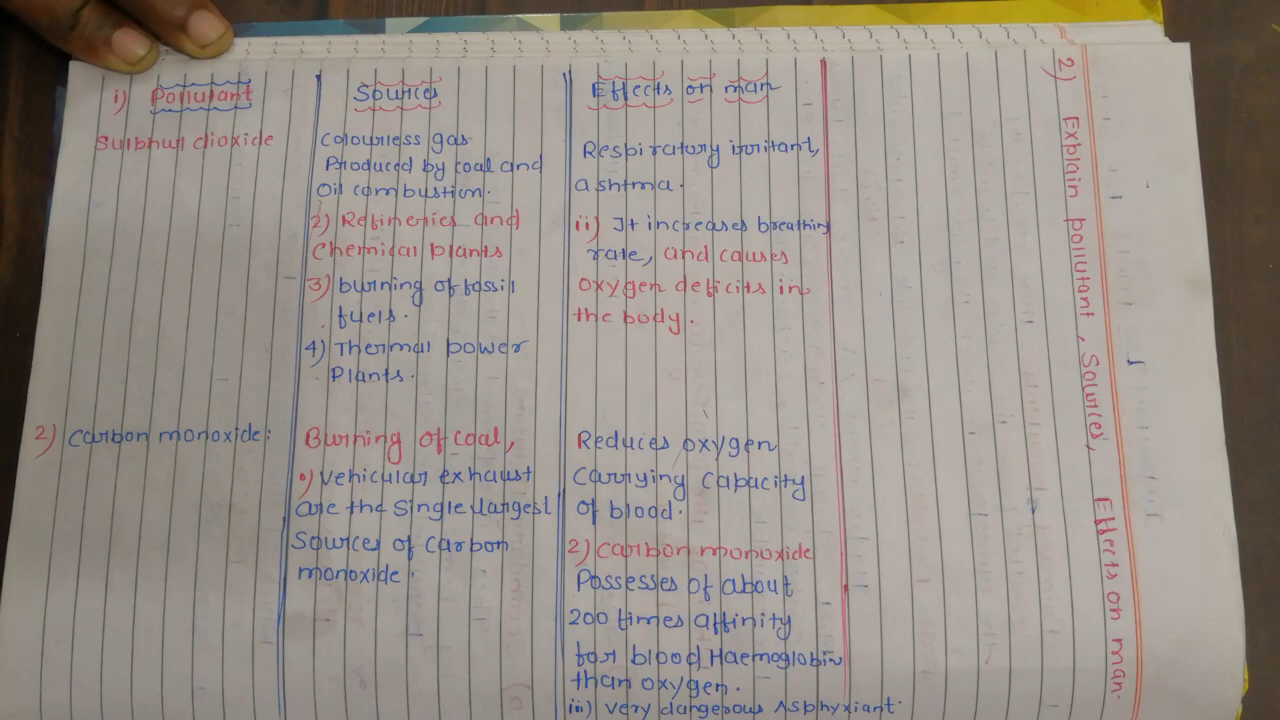 2) Explain pollutant, Sources, Effects on man.
i) Pollutant
Sulphur dioxide
Sources
Colourless gas
Produced by coal and
Oil combustion.
2) Refineries and
Chemical plants
3) burning of fossil
fuels.
4) Thermal power
Plants.
Effects on man
Respiratory irritant,
ashtma.
ii) It increases breathing
rate, and causes
oxygen deficits in
the body.
2) Carbon monoxide:
Burning of coal,
Vehicular exhaust
are the Single largest
Sources of carbon
monoxide.
Reduces oxygen
Carrying capacity
of blood.
2) Carbon monoxide
Possesses of about
200 times affinity
for blood Haemoglobin
than oxygen.
iii) Very dangerous Asphyxiant.